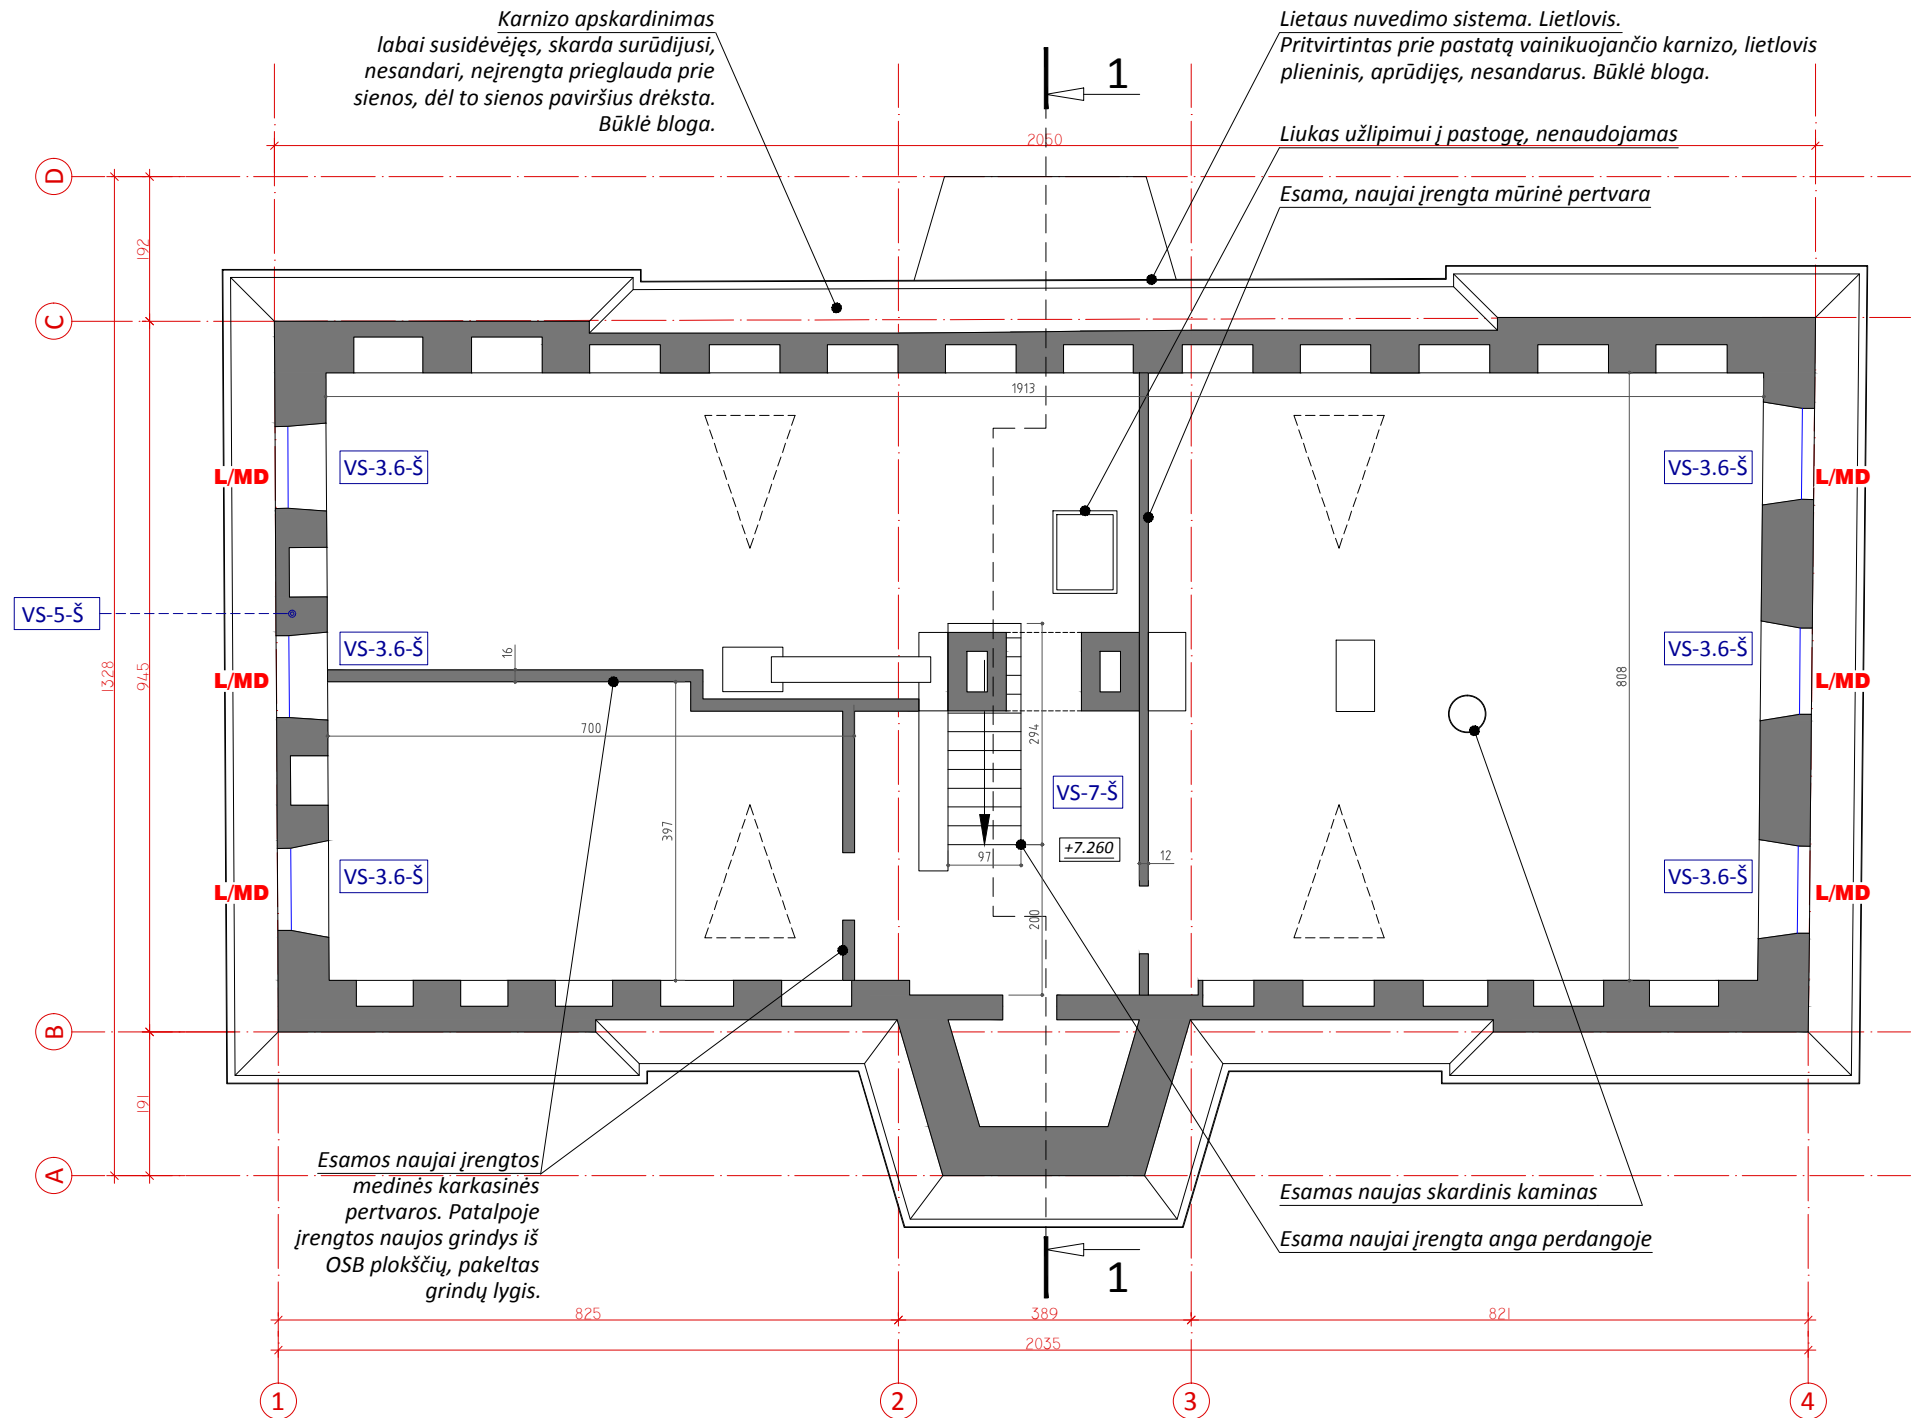 Karnizo apskardinimas
labai susidėvėjęs, skarda surūdijusi,
nesandari, neįrengta prieglauda prie
sienos, dėl to sienos paviršius drėksta.
Būklė bloga.
Lietaus nuvedimo sistema. Lietlovis.
Pritvirtintas prie pastatą vainikuojančio karnizo, lietlovis
plieninis, aprūdijęs, nesandarus. Būklė bloga.
1
Liukas užlipimui į pastogę, nenaudojamas
2050
Esama, naujai įrengta mūrinė pertvara
D
192
C
1913
L/MD
VS-3.6-Š
VS-3.6-Š
L/MD
VS-5-Š
16
VS-3.6-Š
VS-3.6-Š
1328
945
L/MD
808
L/MD
700
294
VS-7-Š
397
+7.260
97
12
L/MD
VS-3.6-Š
VS-3.6-Š
L/MD
200
B
191
A
Esamos naujai įrengtos
medinės karkasinės
pertvaros. Patalpoje
įrengtos naujos grindys iš
OSB plokščių, pakeltas
grindų lygis.
Esamas naujas skardinis kaminas
Esama naujai įrengta anga perdangoje
1
825
389
821
2035
1
2
3
4